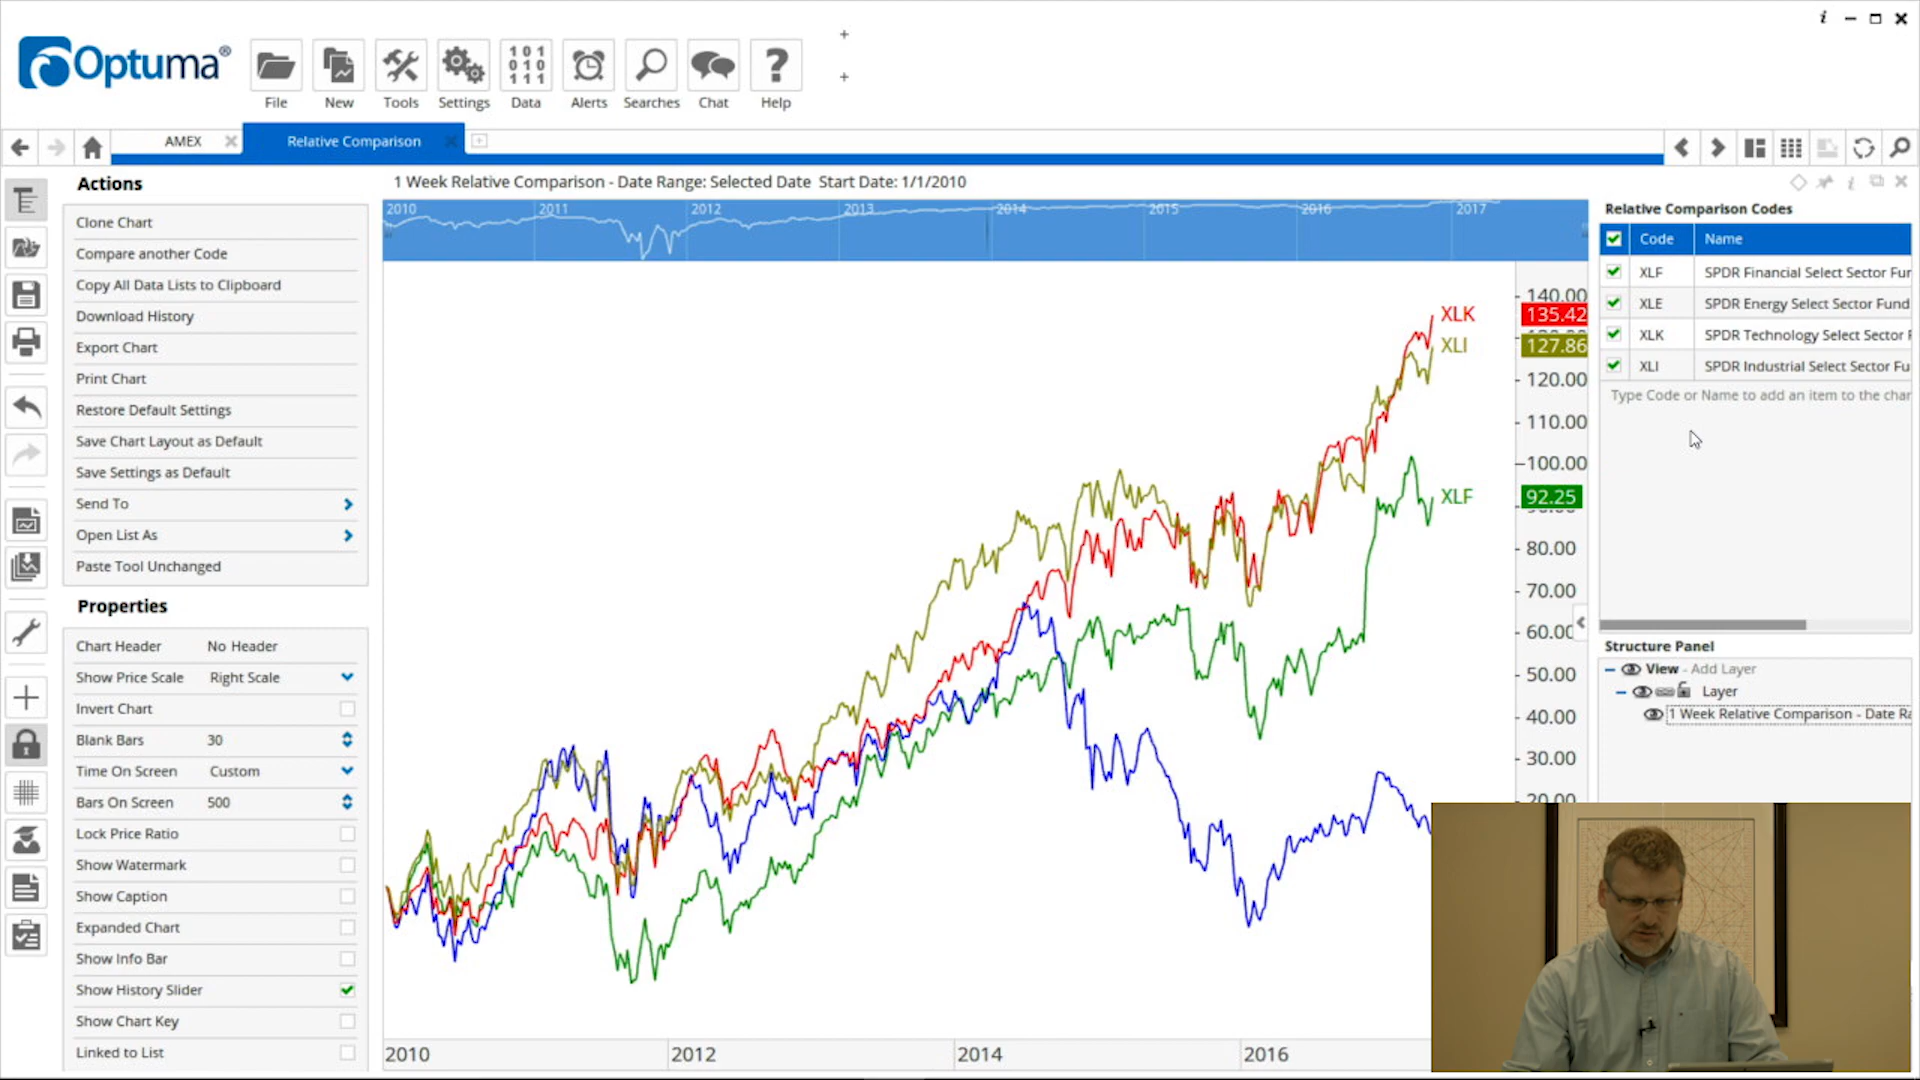 Optuma®
File
New
Tools
Settings
Data
Alerts
Searches
Chat
Help
AMEX
Relative Comparison
Actions
Clone Chart
Compare another Code
Copy All Data Lists to Clipboard
Download History
Export Chart
Print Chart
Restore Default Settings
Save Chart Layout as Default
Save Settings as Default
Send To
Open List As
Paste Tool Unchanged
Properties
Chart Header No Header
Show Price Scale Right Scale
Invert Chart
Blank Bars 30
Time On Screen Custom
Bars On Screen 500
Lock Price Ratio
Show Watermark
Show Caption
Expanded Chart
Show Info Bar
Show History Slider
Show Chart Key
Linked to List
1 Week Relative Comparison - Date Range: Selected Date Start Date: 1/1/2010
2010 2011 2012 2013 2014 2015 2016 2017
140.00
XLK 135.42
XLI 127.86
120.00
110.00
100.00
XLF 92.25
80.00
70.00
60.00
50.00
40.00
30.00
20.00
2010 2012 2014 2016
Relative Comparison Codes
Code Name
XLF SPDR Financial Select Sector Fur
XLE SPDR Energy Select Sector Fund
XLK SPDR Technology Select Sector
XLI SPDR Industrial Select Sector Fu
Type Code or Name to add an item to the char
Structure Panel
View - Add Layer
Layer
1 Week Relative Comparison - Date Ra